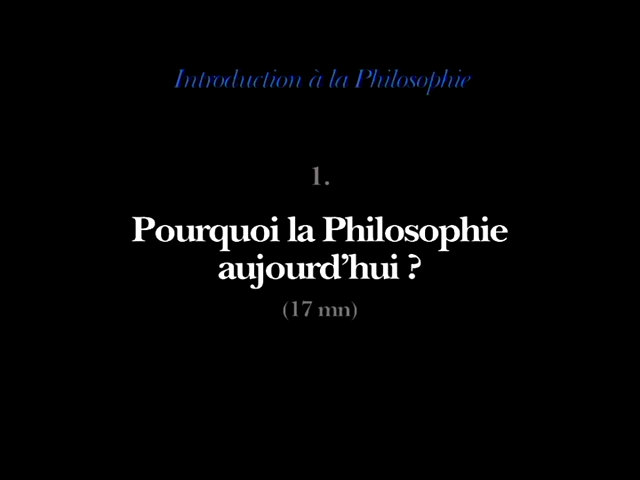 Introduction à la Philosophie
1.
Pourquoi la Philosophie
aujourd’hui ?
(17 mn)